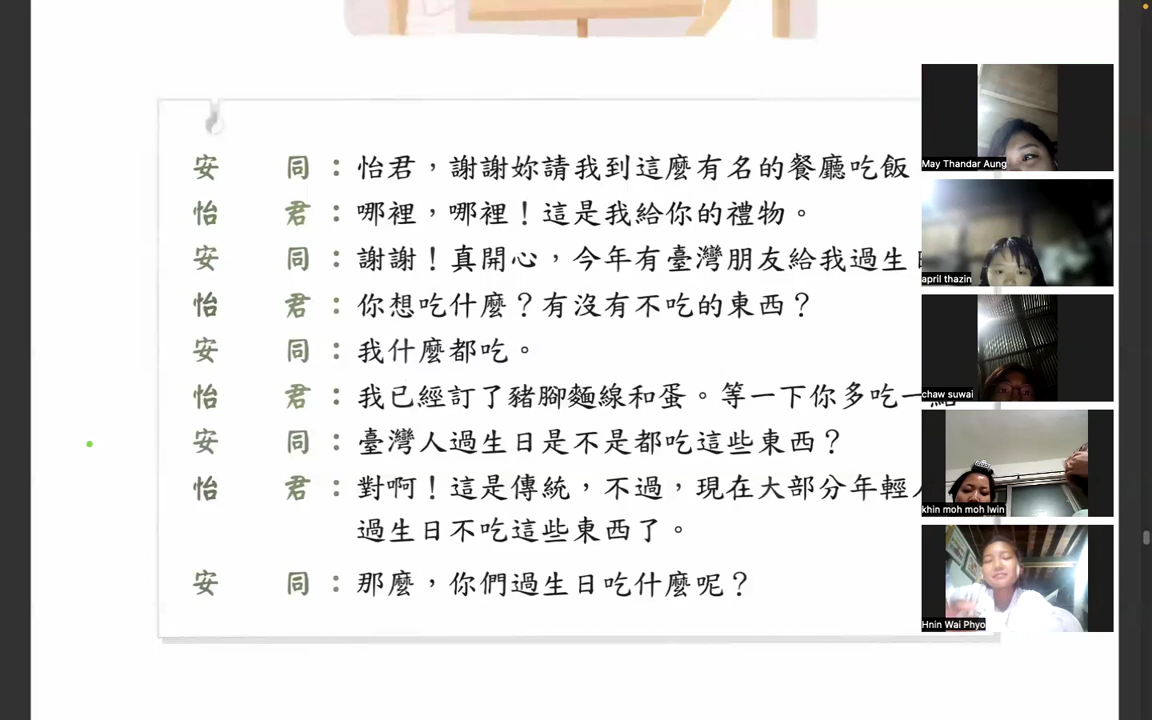 安 同：怡君，謝謝妳請我到這麼有名的餐廳吃飯
怡 君：哪裡，哪裡！這是我給你的禮物。
安 同：謝謝！真開心，今年有臺灣朋友給我過生
怡 君：你想吃什麼？有沒有不吃的東西？
安 同：我什麼都吃。
怡 君：我已經訂了豬腳麵線和蛋。等一下你多吃一
安 同：臺灣人過生日是不是都吃這些東西？
怡 君：對啊！這是傳統，不過，現在大部分年輕人
過生日不吃這些東西了。
安 同：那麼，你們過生日吃什麼呢？
May Thandar Aung
april thazin
chaw suwai
khin moh moh lwin
Hnin Wai Phyo